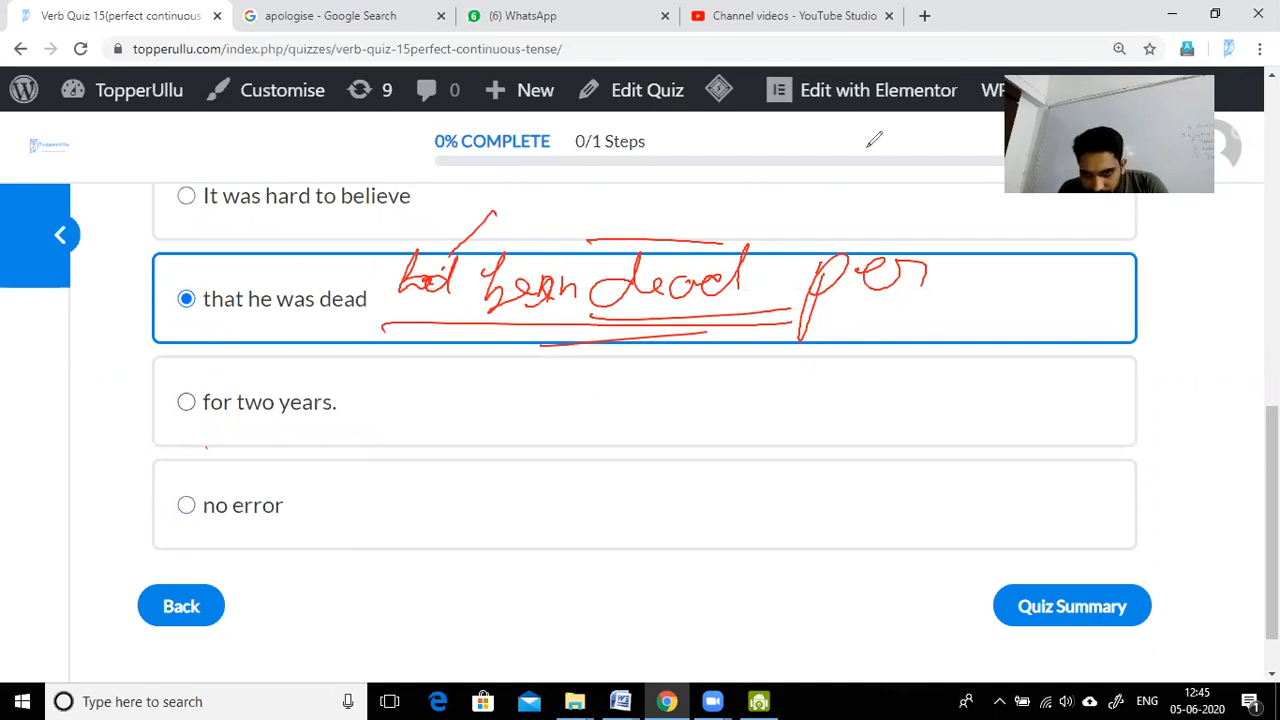 Verb Quiz 15(perfect continuous
apologise - Google Search
(6) WhatsApp
Channel videos - YouTube Studio
topperullu.com/index.php/quizzes/verb-quiz-15perfect-continuous-tense/
TopperUllu
Customise
9
0
New
Edit Quiz
Edit with Elementor
WP
TopperUllu
0% COMPLETE
0/1 Steps
It was hard to believe
that he was dead
had been dead per
for two years.
no error
Back
Quiz Summary
Type here to search
ENG
12:45
05-06-2020